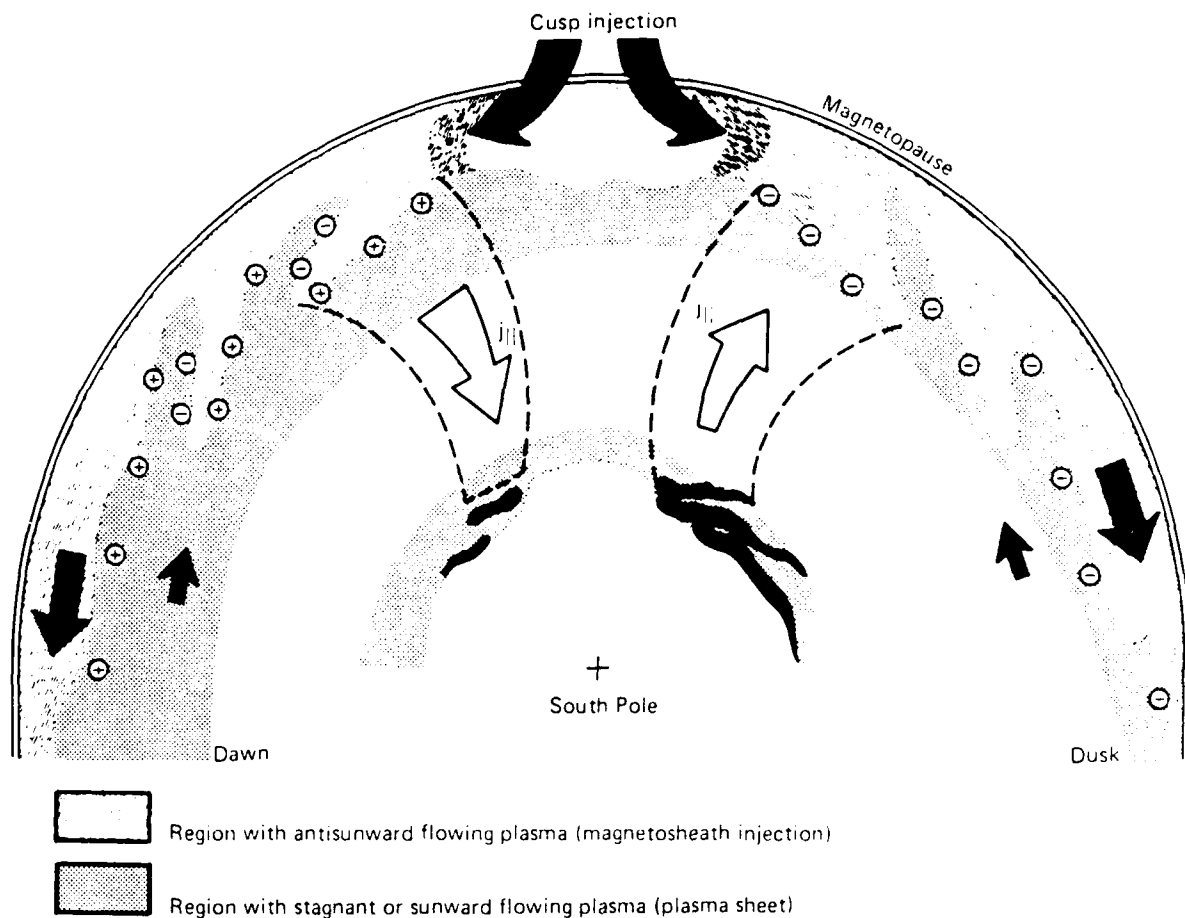 Cusp injection
Magnetopause
j||
j||
+
South Pole
Dawn
Dusk
Region with antisunward flowing plasma (magnetosheath injection)
Region with stagnant or sunward flowing plasma (plasma sheet)